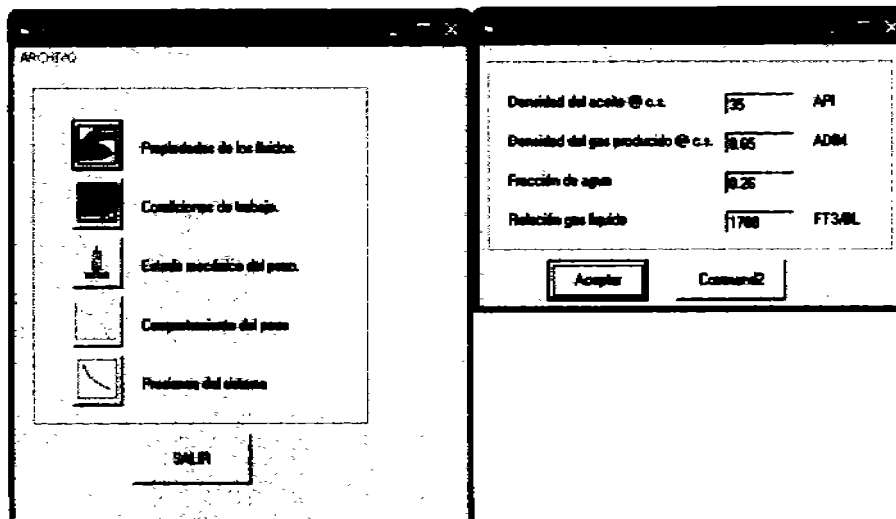 ARCHIVO
Propiedades de los fluidos.
Condiciones de trabajo.
Estado mecánico del pozo.
Comportamiento del pozo
Presiones del sistema
SALIR
Densidad del aceite @ c.s. 35 API
Densidad del gas producido @ c.s. 0.65 ADIM
Fracción de agua 0.26
Relación gas líquido 1700 FT3/BL
Aceptar Command2